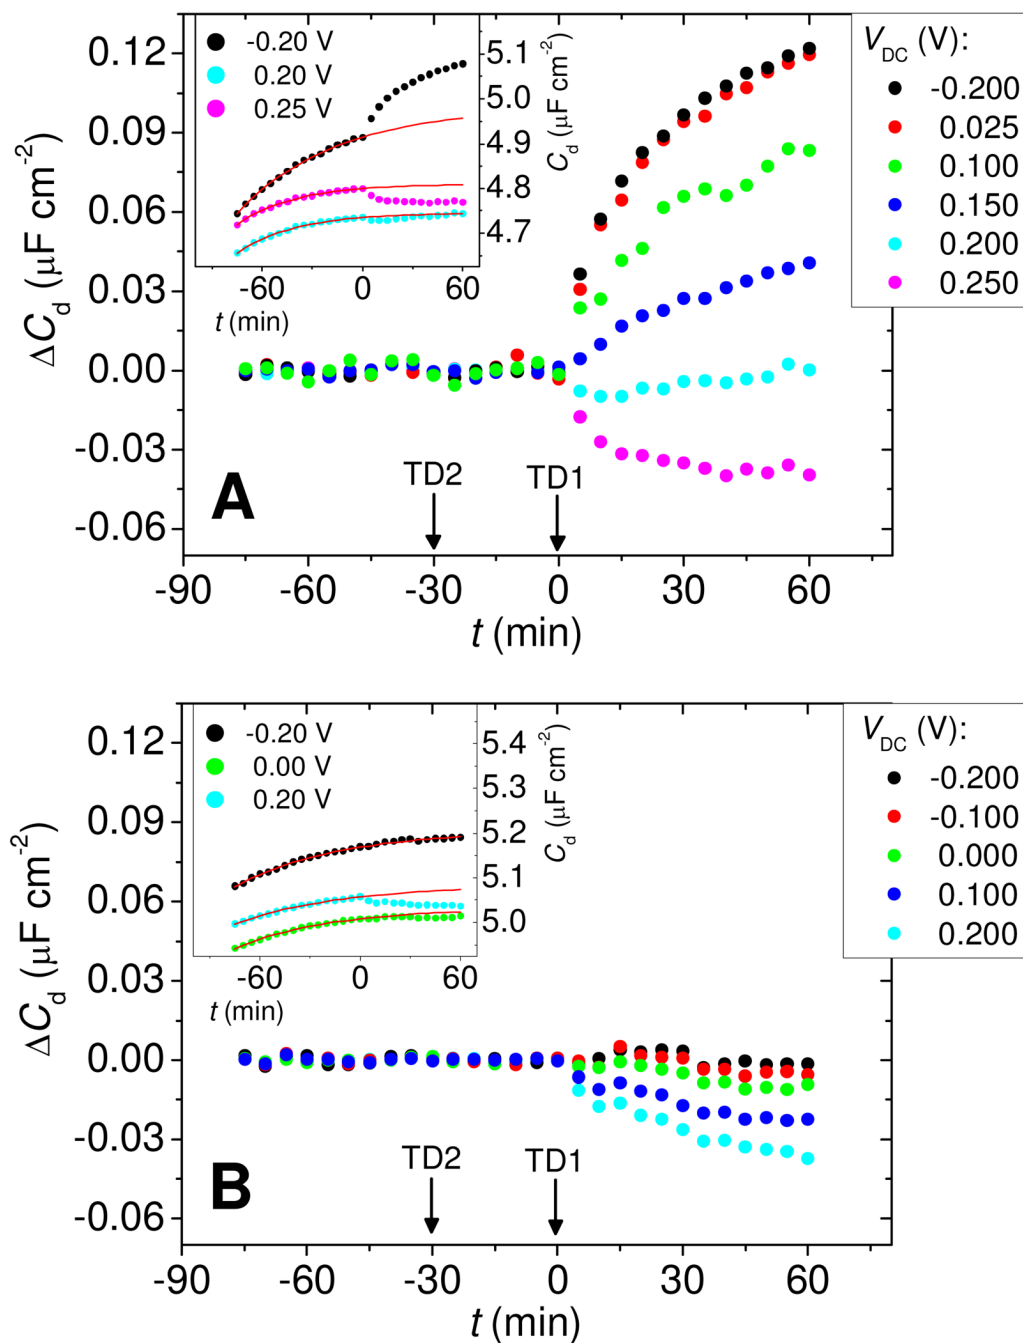 -0.20 V
0.20 V
0.25 V
5.1
5.0
4.9
4.8
4.7
C_d (μF cm⁻²)
-60 0 60
t (min)
V_DC (V):
-0.200
0.025
0.100
0.150
0.200
0.250
0.12
0.09
0.06
0.03
0.00
-0.03
-0.06
ΔC_d (μF cm⁻²)
A
TD2 TD1
-90 -60 -30 0 30 60
t (min)
-0.20 V
0.00 V
0.20 V
5.4
5.3
5.2
5.1
5.0
C_d (μF cm⁻²)
-60 0 60
t (min)
V_DC (V):
-0.200
-0.100
0.000
0.100
0.200
0.12
0.09
0.06
0.03
0.00
-0.03
-0.06
ΔC_d (μF cm⁻²)
B
TD2 TD1
-90 -60 -30 0 30 60
t (min)